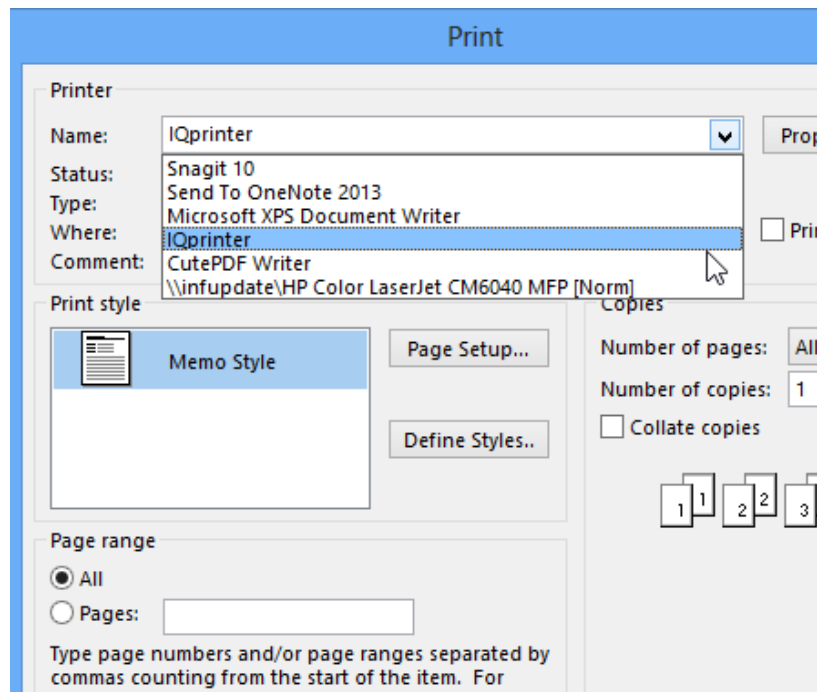 Print
Printer
Name:
IQprinter
Prop
Snagit 10
Send To OneNote 2013
Microsoft XPS Document Writer
IQprinter
CutePDF Writer
\\infupdate\HP Color LaserJet CM6040 MFP [Norm]
Status:
Type:
Where:
Comment:
Prin
Print style
Memo Style
Page Setup...
Define Styles..
Copies
Number of pages: All
Number of copies: 1
Collate copies
1 1 2 2 3
Page range
All
Pages:
Type page numbers and/or page ranges separated by
commas counting from the start of the item. For